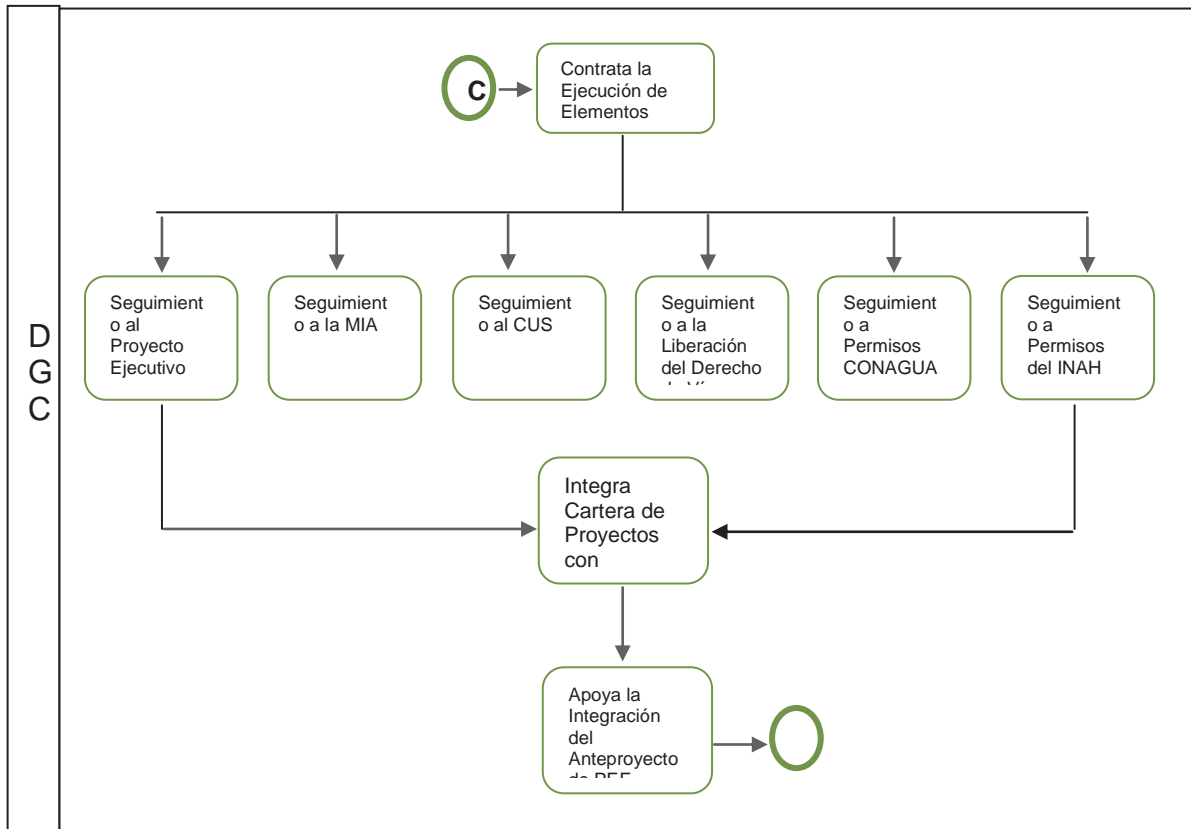 C
Contrata la
Ejecución de
Elementos
D
G
C
Seguimient
o al
Proyecto
Ejecutivo
Seguimient
o a la MIA
Seguimient
o al CUS
Seguimient
o a la
Liberación
del Derecho
Seguimient
o a
Permisos
CONAGUA
Seguimient
o a
Permisos
del INAH
Integra
Cartera de
Proyectos
con
Apoya la
Integración
del
Anteproyecto